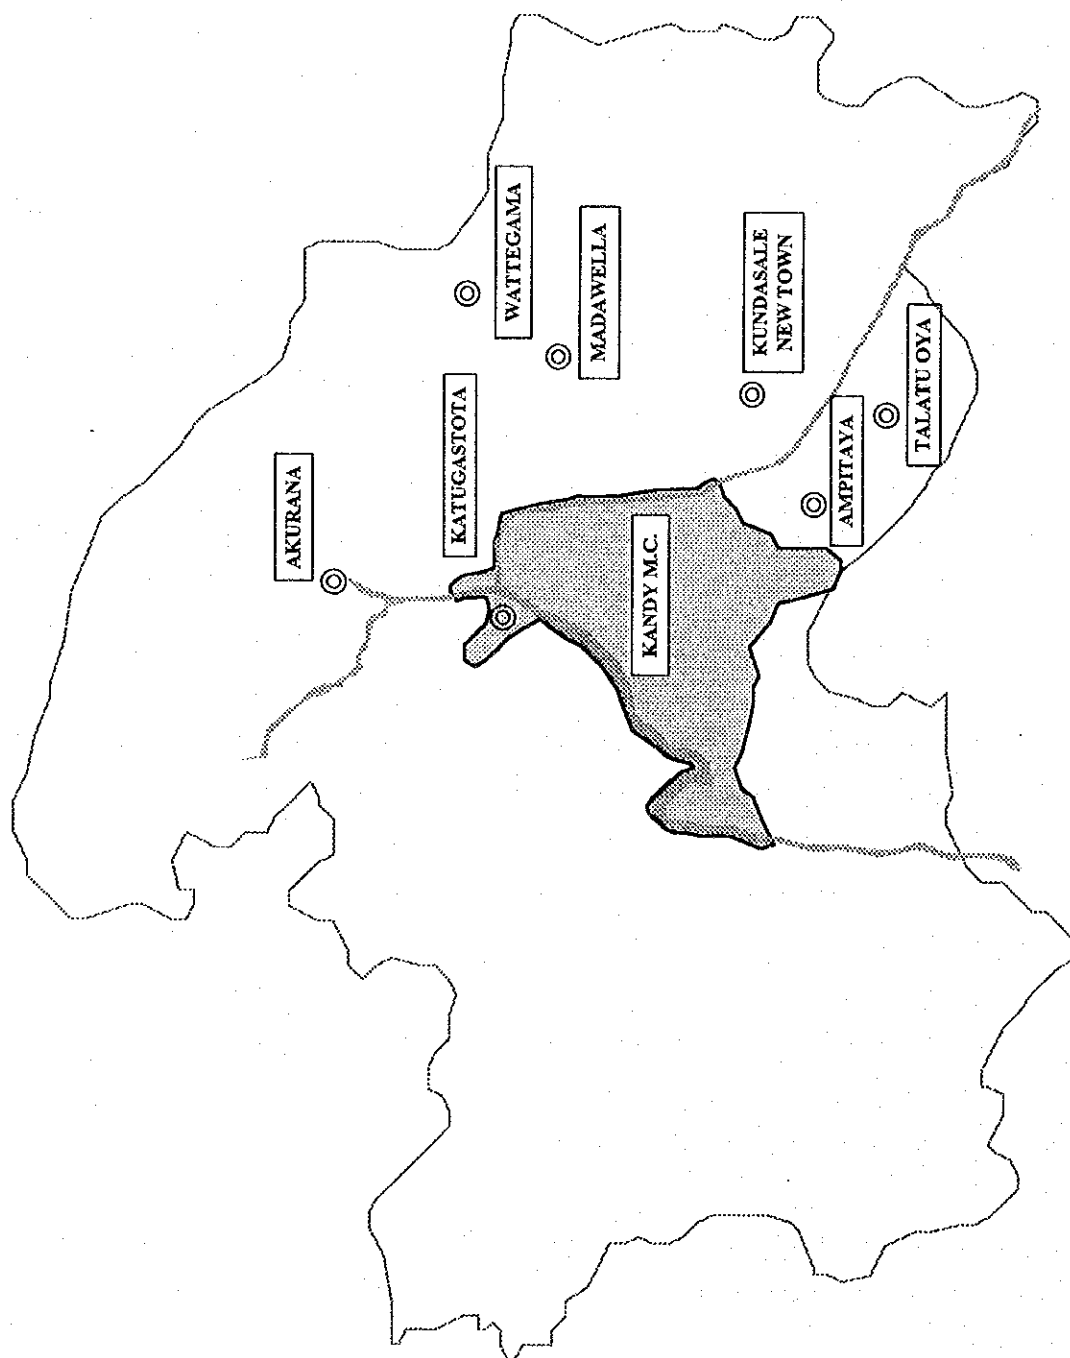 AKURANA
KATUGASTOTA
WATTEGAMA
MADAWELLA
KANDY M.C.
KUNDASALE
NEW TOWN
AMPITAYA
TALATU OYA